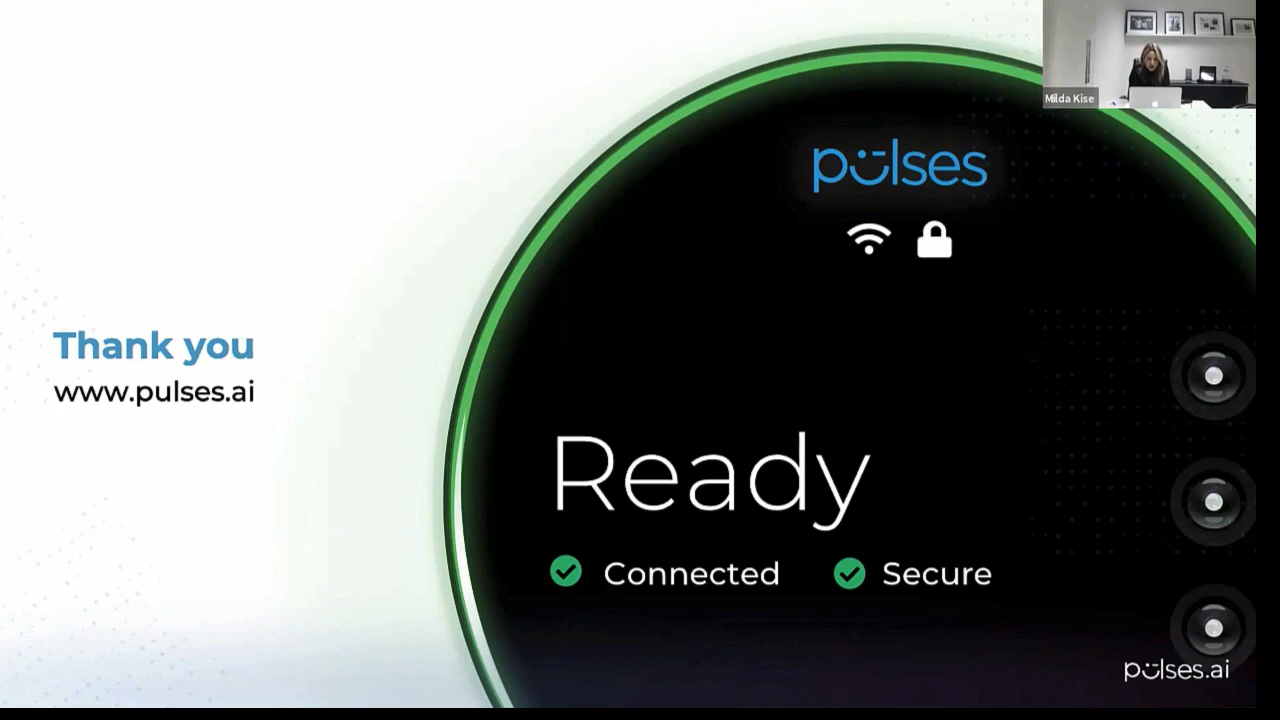 Milda Kise
pulses
Thank you
www.pulses.ai
Ready
Connected Secure
pulses.ai